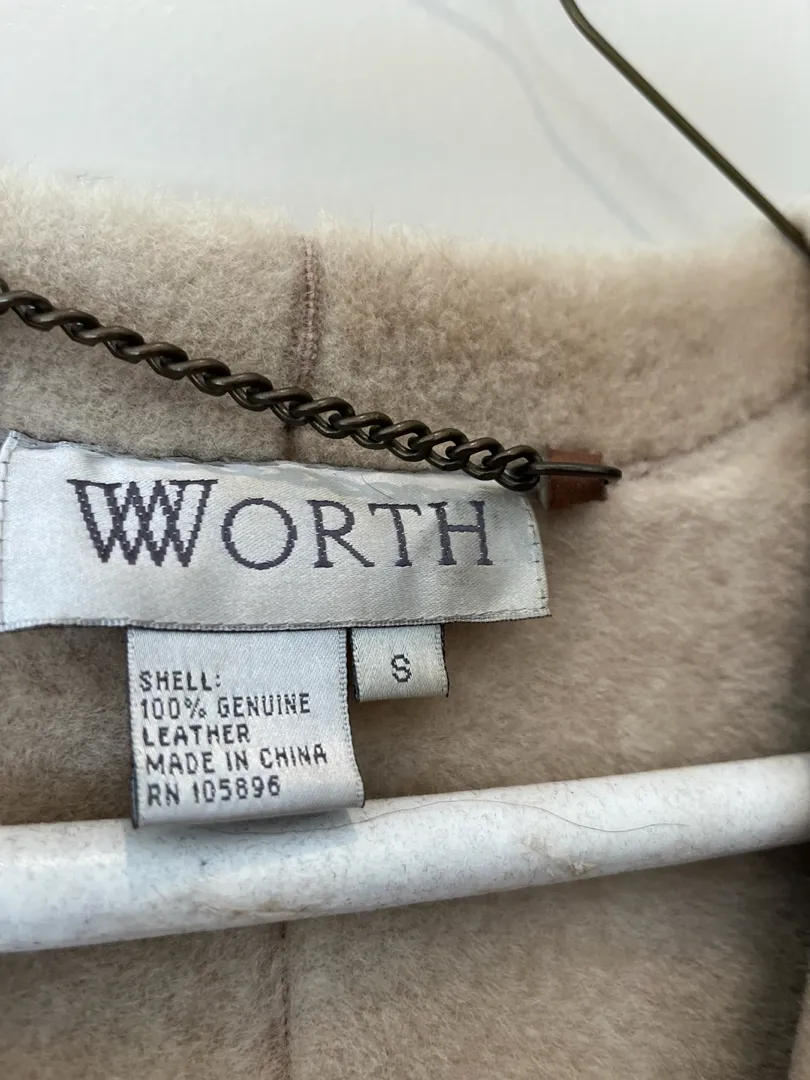 WORTH
S
SHELL:
100% GENUINE
LEATHER
MADE IN CHINA
RN 105896